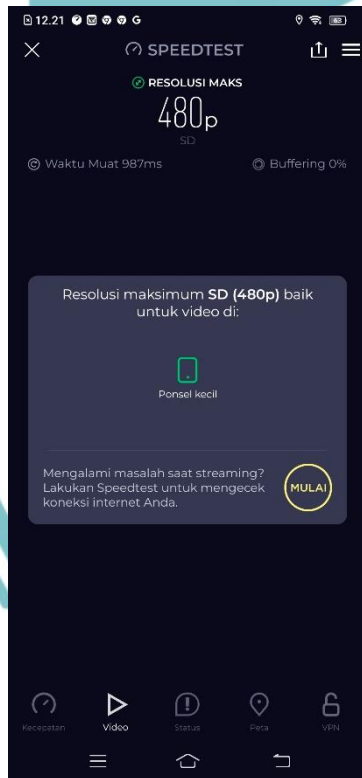 12.21 G 63
SPEEDTEST
RESOLUSI MAKS
480p
SD
Waktu Muat 987ms
Buffering 0%
Resolusi maksimum SD (480p) baik
untuk video di:
Ponsel kecil
Mengalami masalah saat streaming?
Lakukan Speedtest untuk mengecek
koneksi internet Anda.
MULAI
Kecepatan
Video
Status
Peta
VPN